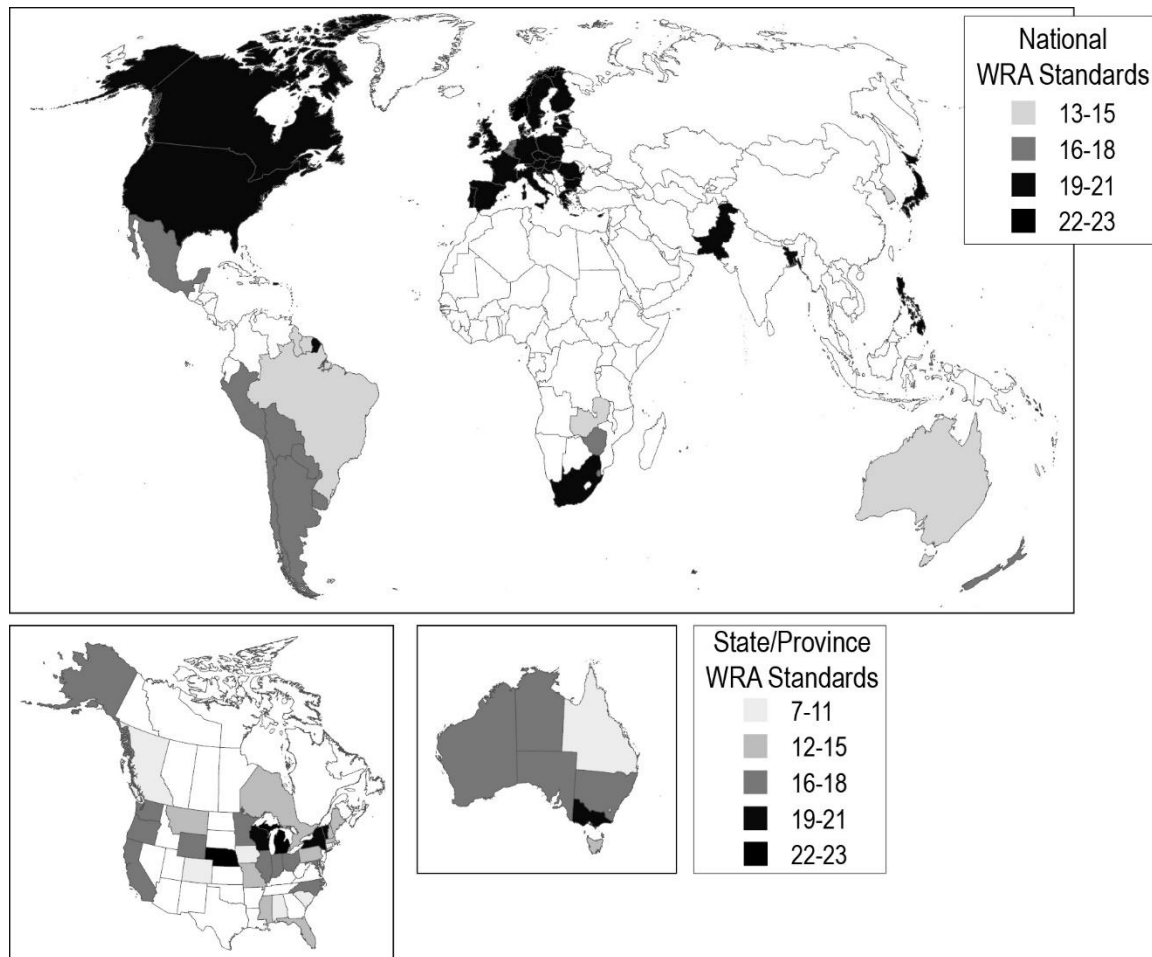 National
WRA Standards
13-15
16-18
19-21
22-23
State/Province
WRA Standards
7-11
12-15
16-18
19-21
22-23